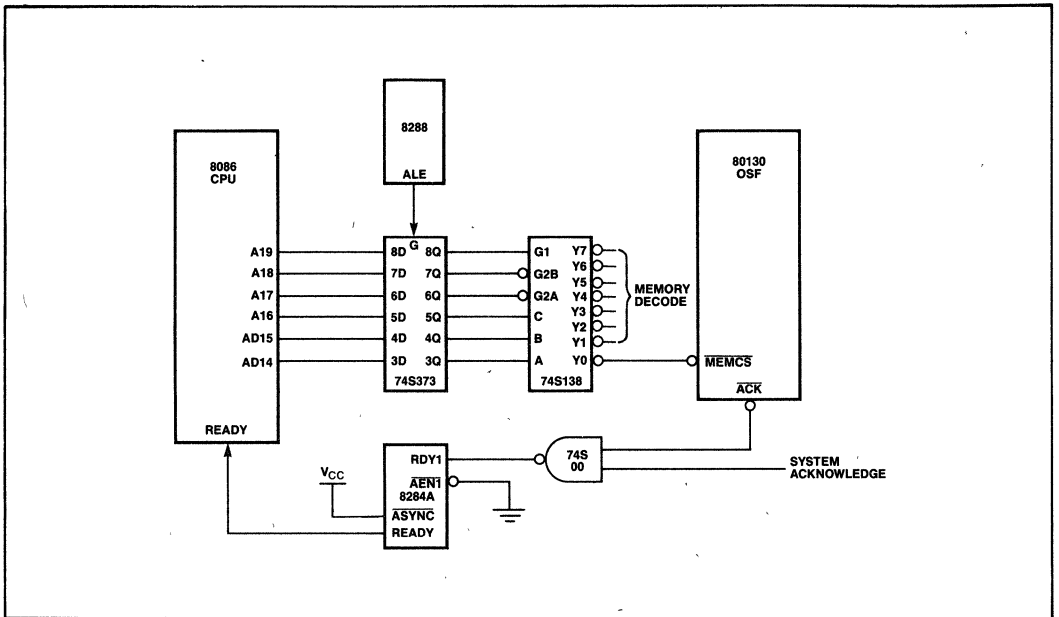 8288
ALE
8086
CPU
80130
OSF
A19
A18
A17
A16
AD15
AD14
READY
G
8D 8Q
7D 7Q
6D 6Q
5D 5Q
4D 4Q
3D 3Q
74S373
G1 Y7
G2B Y6
G2A Y5
Y4
C Y3
B Y2
Y1
A Y0
74S138
MEMORY
DECODE
MEMCS
ACK
VCC
RDY1
AEN1
8284A
ASYNC
READY
74S
00
SYSTEM
ACKNOWLEDGE